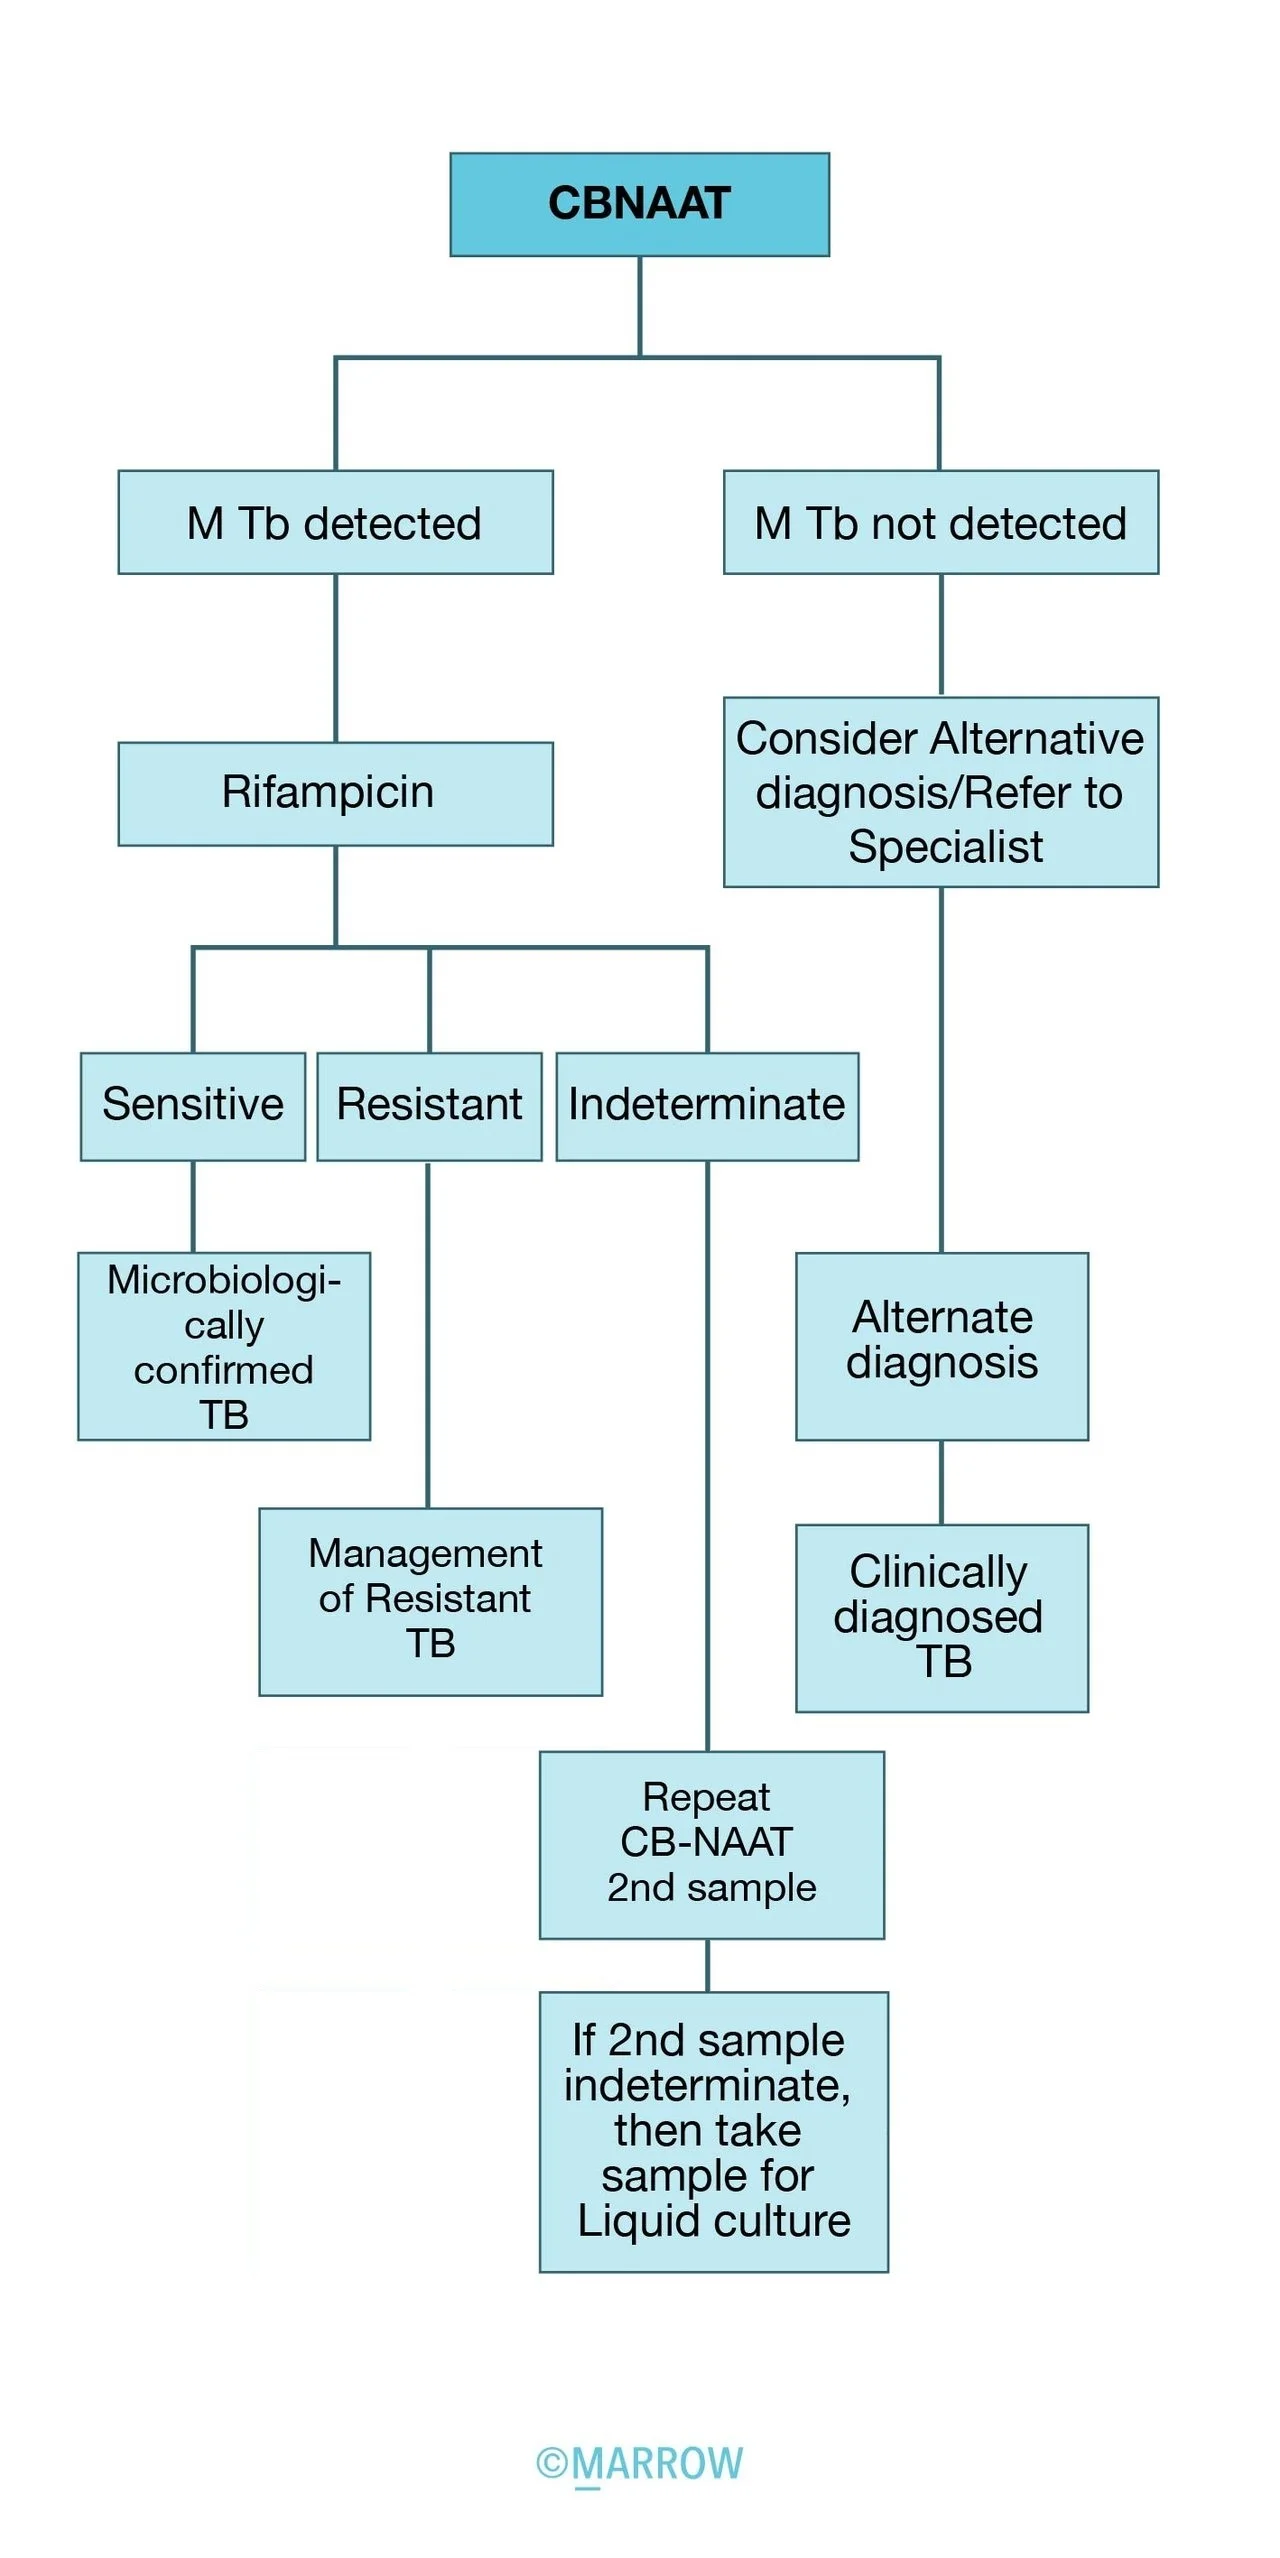 CBNAAT
M Tb detected
M Tb not detected
Rifampicin
Consider Alternative
diagnosis/Refer to
Specialist
Sensitive
Resistant
Indeterminate
Microbiologi-
cally
confirmed
TB
Alternate
diagnosis
Management
of Resistant
TB
Clinically
diagnosed
TB
Repeat
CB-NAAT
2nd sample
If 2nd sample
indeterminate,
then take
sample for
Liquid culture
©MARROW